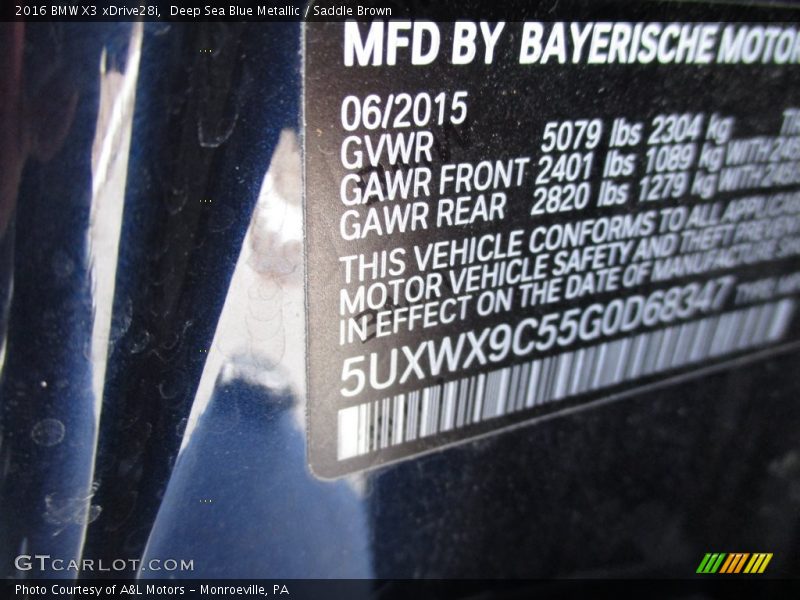 2016 BMW X3 xDrive28i, Deep Sea Blue Metallic / Saddle Brown
MFD BY BAYERISCHE MOTOR
06/2015
GVWR 5079 lbs 2304 kg
GAWR FRONT 2401 lbs 1089 kg WITH
GAWR REAR 2820 lbs 1279 kg WITH
THIS VEHICLE CONFORMS TO ALL
MOTOR VEHICLE SAFETY AND THEFT
IN EFFECT ON THE DATE OF MANUFACTURE
5UXWX9C55G0D68347
GTCARLOT.COM
Photo Courtesy of A&L Motors - Monroeville, PA